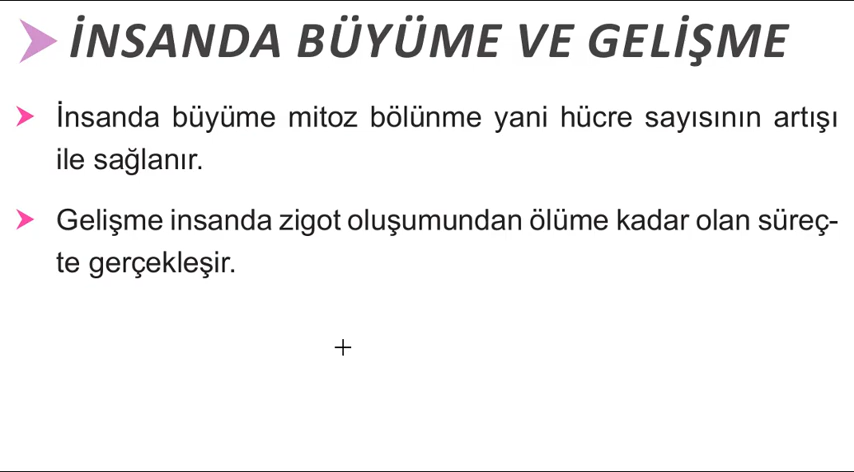 İNSANDA BÜYÜME VE GELİŞME
İnsanda büyüme mitoz bölünme yani hücre sayısının artışı
ile sağlanır.
Gelişme insanda zigot oluşumundan ölüme kadar olan süreç-
te gerçekleşir.